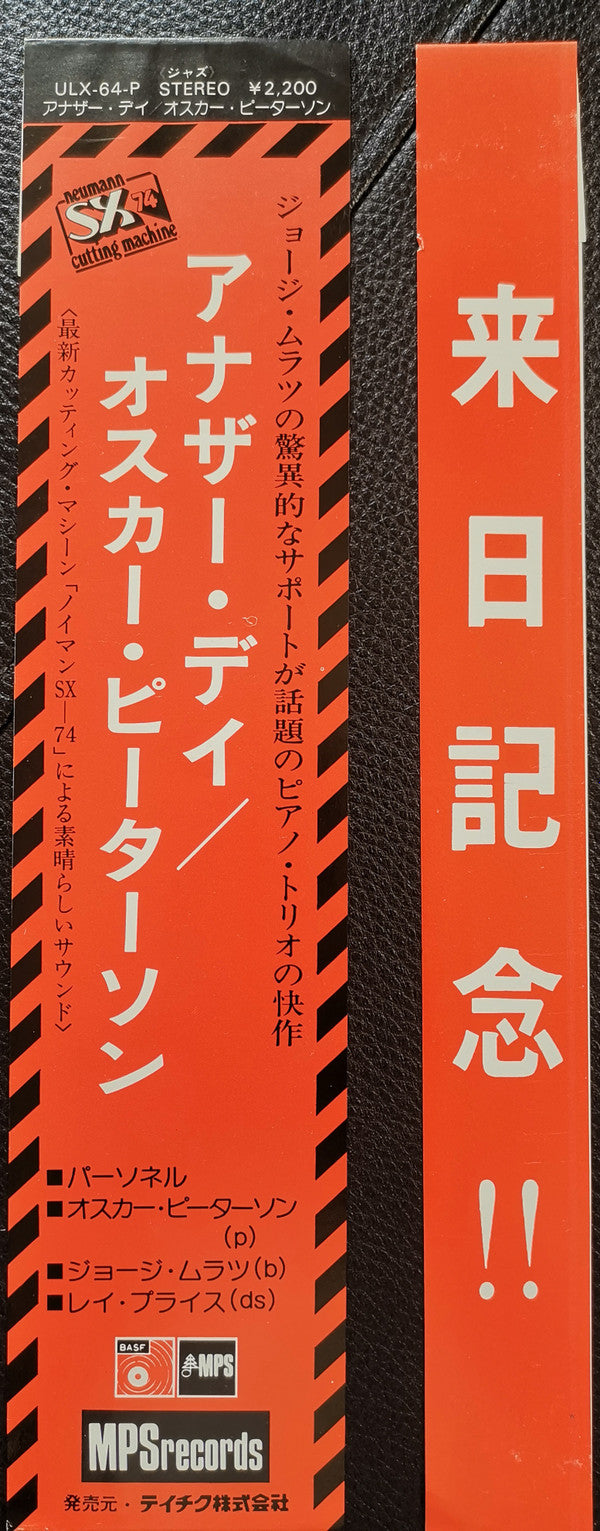 《ジャズ》
ULX-64-P STEREO ¥2,200
アナザー・デイ／オスカー・ピーターソン
neumann
SX74
cutting machine
ジョージ・ムラツの驚異的なサポートが話題のピアノ・トリオの快作
アナザー・デイ／
オスカー・ピーターソン
〈最新カッティング・マシーン「ノイマンSX—74」による素晴らしいサウンド〉
■パーソネル
■オスカー・ピーターソン
(p)
■ジョージ・ムラツ(b)
■レイ・プライス(ds)
BASF
MPS
MPSrecords
発売元・テイチク株式会社
来日記念!!